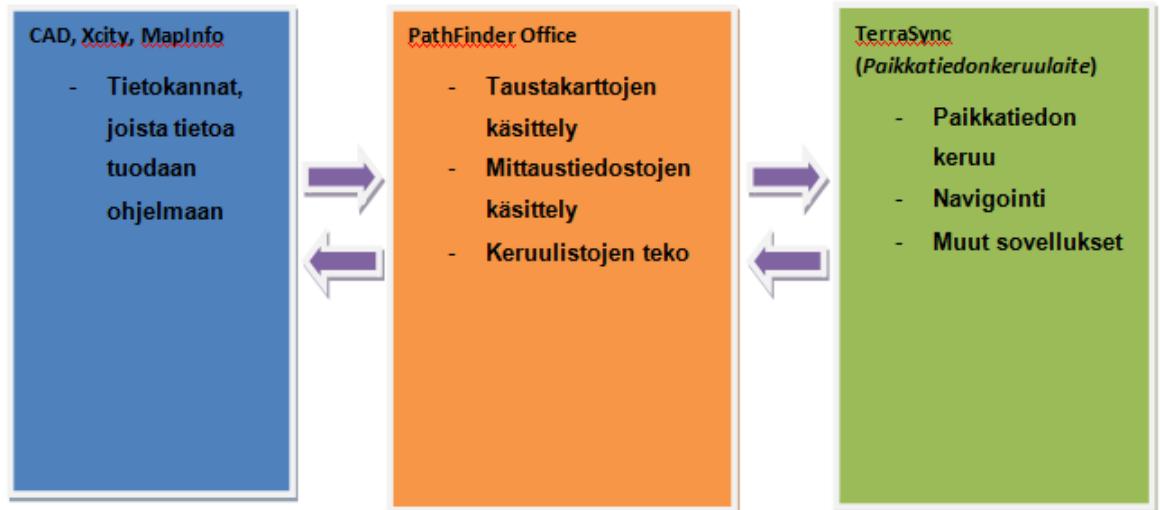 CAD, Xcity, MapInfo
- Tietokannat,
joista tietoa
tuodaan
ohjelmaan
PathFinder Office
- Taustakarttojen
käsittely
- Mittaustiedostojen
käsittely
- Keruulistojen teko
TerraSync
(Paikkatiedonkeruulaite)
- Paikkatiedon
keruu
- Navigointi
- Muut sovellukset